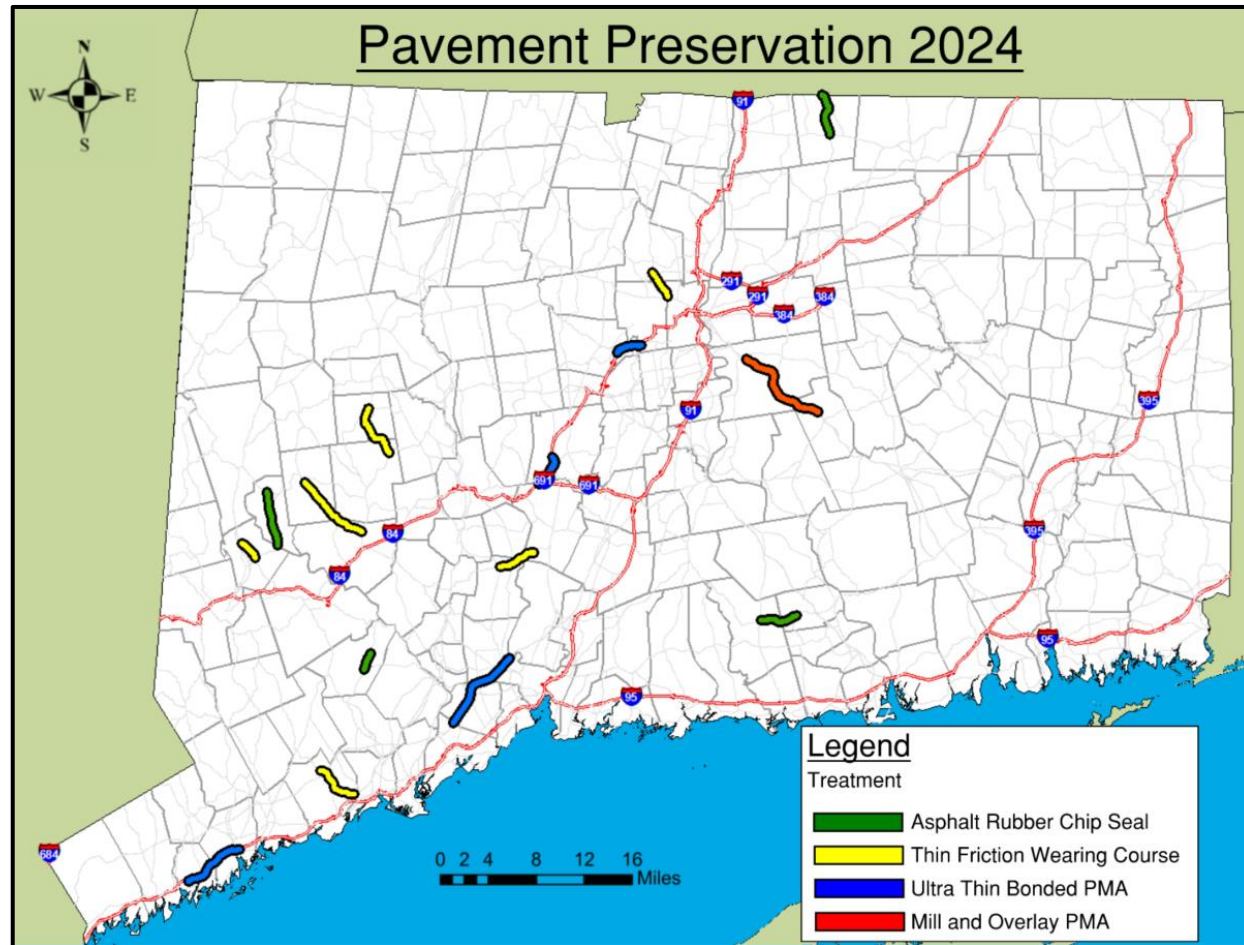 Pavement Preservation 2024
N
W E
S
91
291
291
384
384
91
395
691
691
84
84
395
95
95
684
0 2 4 8 12 16
Miles
Legend
Treatment
Asphalt Rubber Chip Seal
Thin Friction Wearing Course
Ultra Thin Bonded PMA
Mill and Overlay PMA